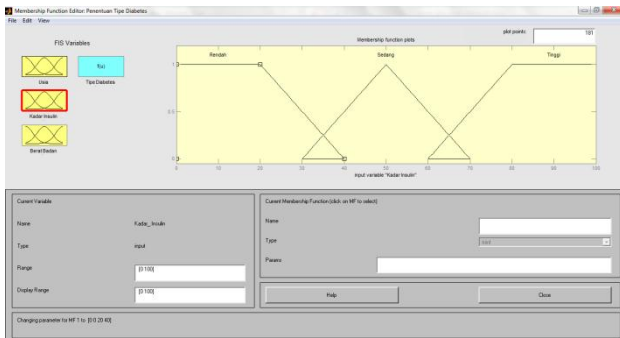 Membership Function Editor: Penentuan Tipe Diabetes
File Edit View
FIS Variables
Membership function plots
plot points:
181
f(u)
Usia
Tipe Diabetes
Kadar Insulin
Berat Badan
Rendah
Sedang
Tinggi
1
0.5
0
0 10 20 30 40 50 60 70 80 90 100
input variable "Kadar Insulin"
Current Variable
Name
Kadar_Insulin
Type
input
Range
[0 100]
Display Range
[0 100]
Current Membership Function (click on MF to select)
Name
Type
Params
Help
Close
Changing parameter for MF 1 to [0 0 20 40]